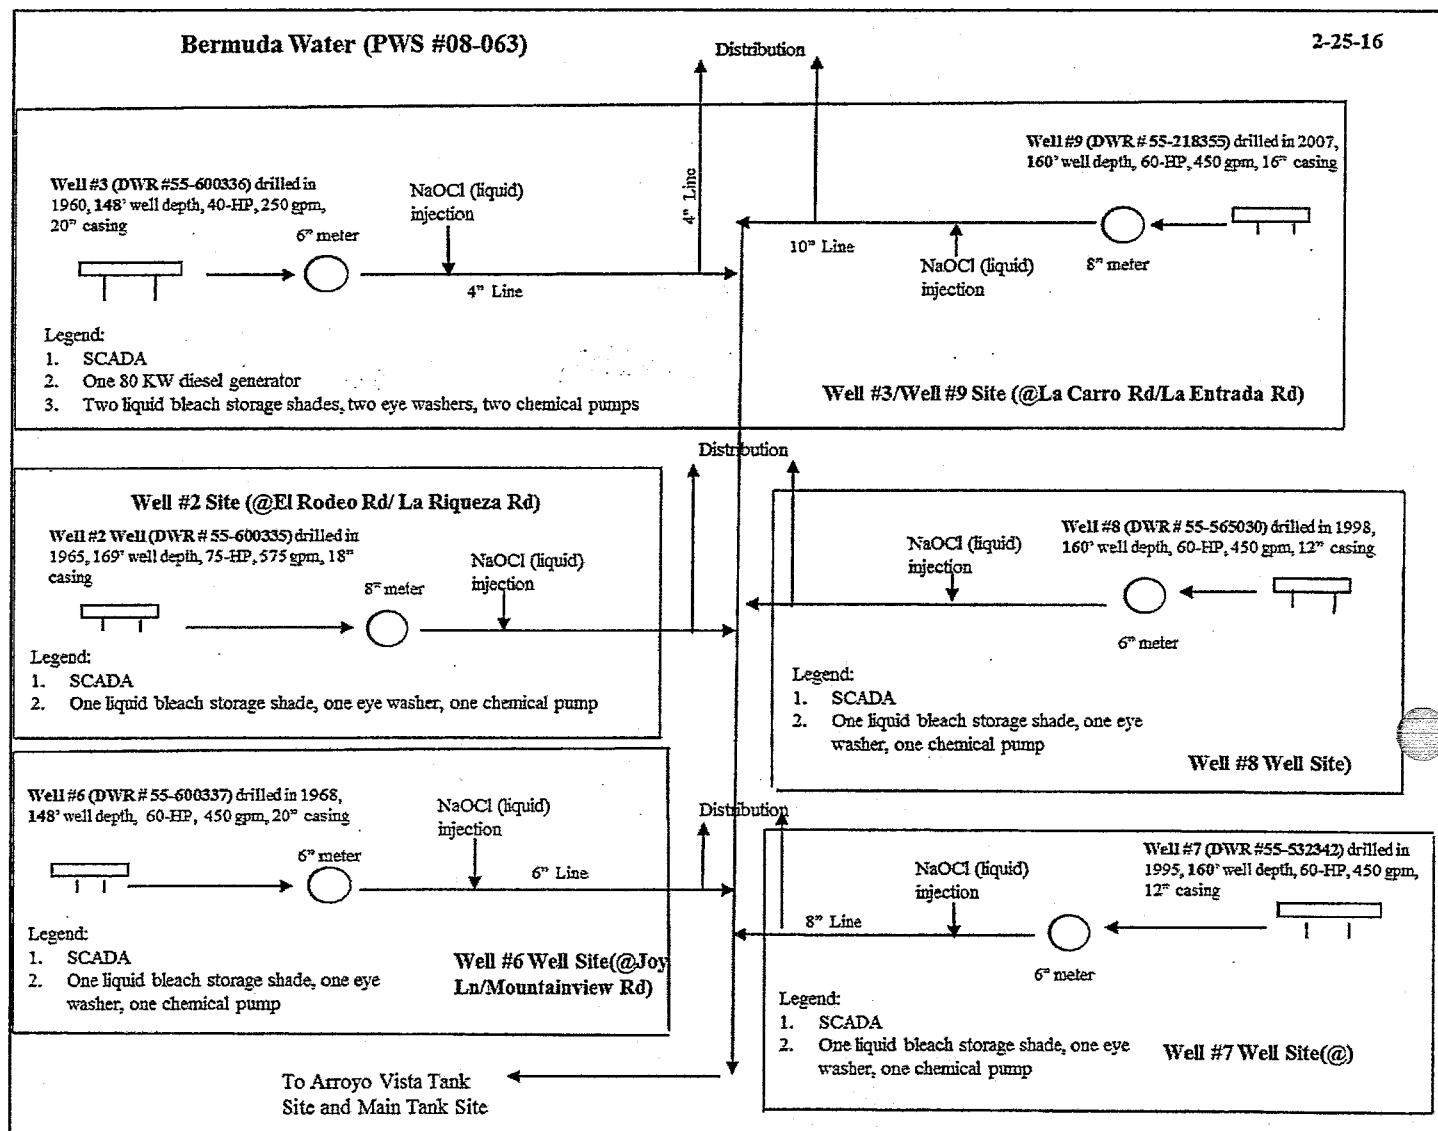 Bermuda Water (PWS #08-063)
Distribution
2-25-16
Well #3 (DWR #55-600336) drilled in
1960, 148' well depth, 40-HP, 250 gpm,
20" casing
6" meter
NaOCl (liquid)
injection
4" Line
4" Line
Well #9 (DWR # 55-218355) drilled in 2007,
160' well depth, 60-HP, 450 gpm, 16" casing
10" Line
NaOCl (liquid)
injection
8" meter
Legend:
1. SCADA
2. One 80 KW diesel generator
3. Two liquid bleach storage shades, two eye washers, two chemical pumps
Well #3/Well #9 Site (@La Carro Rd/La Entrada Rd)
Distribution
Well #2 Site (@El Rodeo Rd/ La Riqueza Rd)
Well #2 Well (DWR # 55-600335) drilled in
1965, 169' well depth, 75-HP, 575 gpm, 18"
casing
8" meter
NaOCl (liquid)
injection
Legend:
1. SCADA
2. One liquid bleach storage shade, one eye washer, one chemical pump
Well #8 (DWR # 55-565030) drilled in 1998,
160' well depth, 60-HP, 450 gpm, 12" casing
NaOCl (liquid)
injection
6" meter
Legend:
1. SCADA
2. One liquid bleach storage shade, one eye
washer, one chemical pump
Well #8 Well Site)
Well #6 (DWR # 55-600337) drilled in 1968,
148' well depth, 60-HP, 450 gpm, 20" casing
6" meter
NaOCl (liquid)
injection
6" Line
Distribution
Legend:
1. SCADA
2. One liquid bleach storage shade, one eye
washer, one chemical pump
Well #6 Well Site(@Joy
Ln/Mountainview Rd)
Well #7 (DWR #55-532342) drilled in
1995, 160' well depth, 60-HP, 450 gpm,
12" casing
NaOCl (liquid)
injection
8" Line
6" meter
Legend:
1. SCADA
2. One liquid bleach storage shade, one eye
washer, one chemical pump
Well #7 Well Site(@)
To Arroyo Vista Tank
Site and Main Tank Site